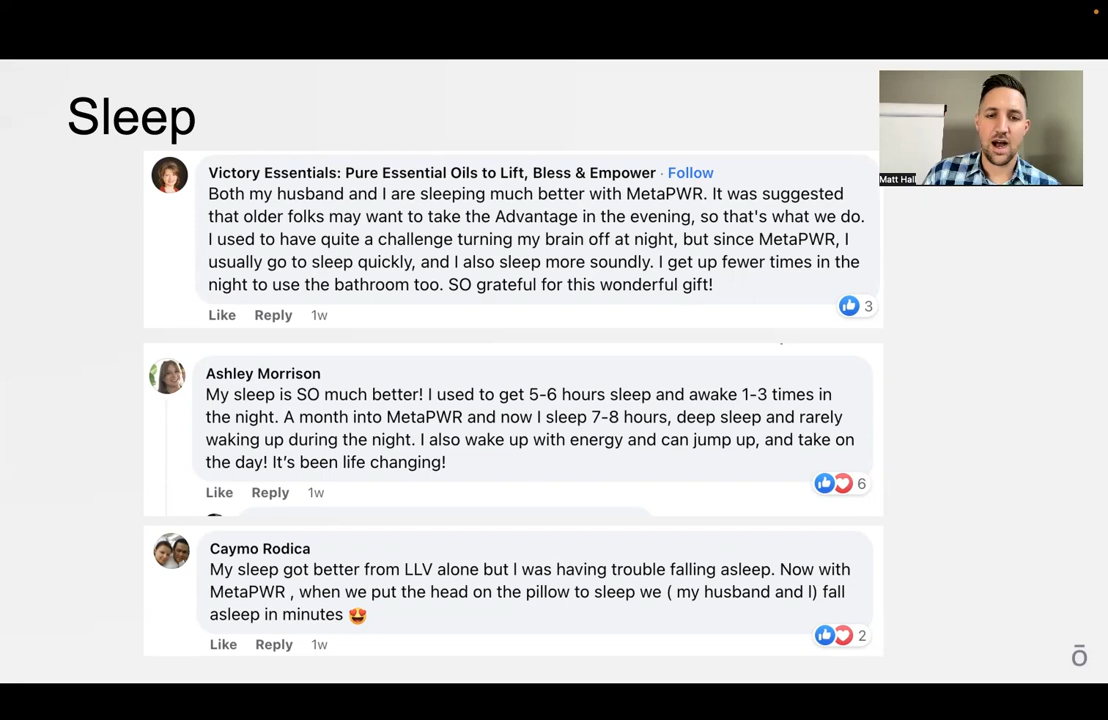 Sleep
Matt Hal
Victory Essentials: Pure Essential Oils to Lift, Bless & Empower · Follow
Both my husband and I are sleeping much better with MetaPWR. It was suggested
that older folks may want to take the Advantage in the evening, so that's what we do.
I used to have quite a challenge turning my brain off at night, but since MetaPWR, I
usually go to sleep quickly, and I also sleep more soundly. I get up fewer times in the
night to use the bathroom too. SO grateful for this wonderful gift!
3
Like Reply 1w
Ashley Morrison
My sleep is SO much better! I used to get 5-6 hours sleep and awake 1-3 times in
the night. A month into MetaPWR and now I sleep 7-8 hours, deep sleep and rarely
waking up during the night. I also wake up with energy and can jump up, and take on
the day! It’s been life changing!
6
Like Reply 1w
Caymo Rodica
My sleep got better from LLV alone but I was having trouble falling asleep. Now with
MetaPWR , when we put the head on the pillow to sleep we ( my husband and I) fall
asleep in minutes 😍
2
Like Reply 1w
ō